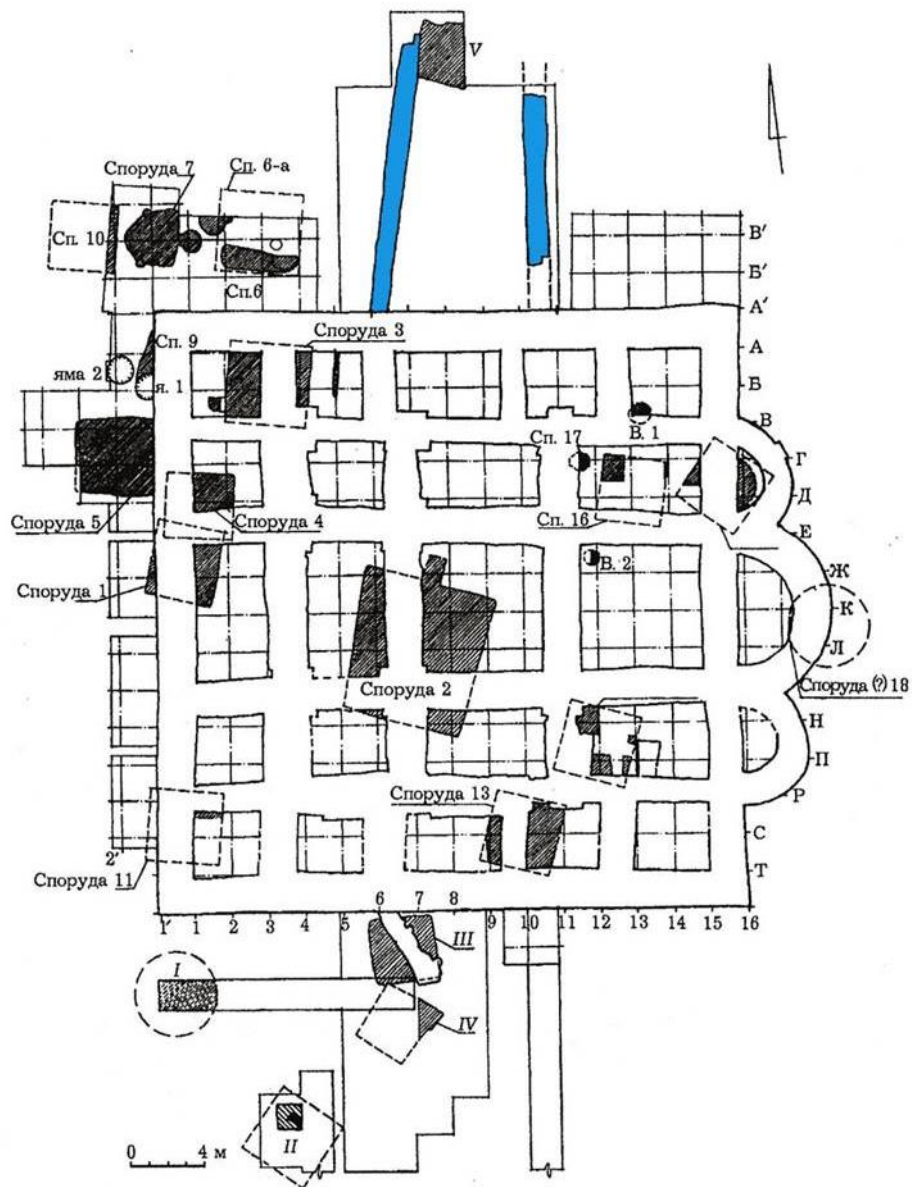 V
Споруда 7
Сп. 6-а
Сп. 10
Сп.6
В'
Б'
А'
Сп. 9
Споруда 3
яма 2
я. 1
А
В
В
В. 1
Сп. 17
Г
Д
Споруда 5
Споруда 4
Сп. 16
Е
Споруда 1
В. 2
Ж
К
Л
Споруда 2
Споруда (?) 18
Н
П
Споруда 13
Р
С
Т
2'
Споруда 11
6 7 8
1' 1 2 3 4 5 9 10 11 12 13 14 15 16
III
I
IV
II
0 4 м